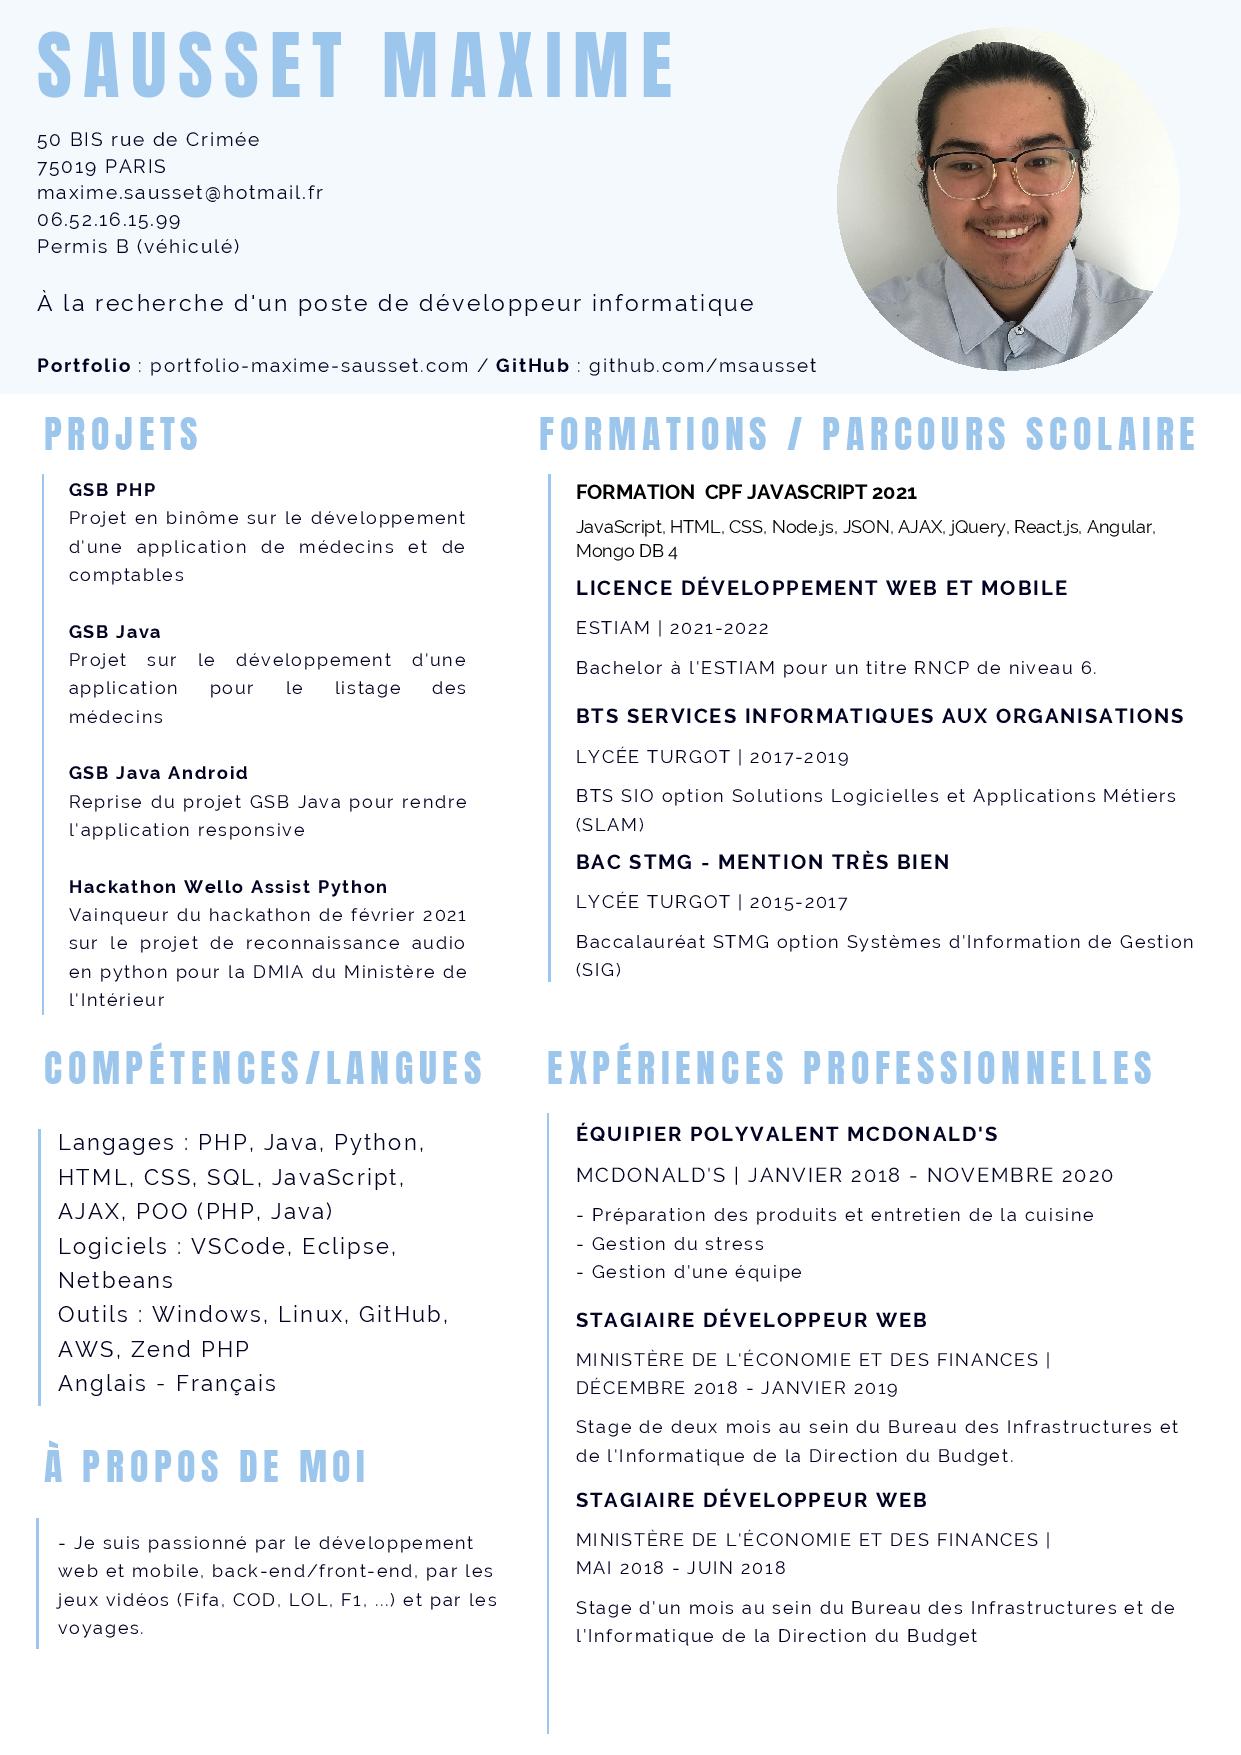 SAUSSET MAXIME
50 BIS rue de Crimée
75019 PARIS
maxime.sausset@hotmail.fr
06.52.16.15.99
Permis B (véhiculé)
À la recherche d'un poste de développeur informatique
Portfolio : portfolio-maxime-sausset.com / GitHub : github.com/msausset
PROJETS
GSB PHP
Projet en binôme sur le développement
d'une application de médecins et de
comptables
GSB Java
Projet sur le développement d'une
application pour le listage des
médecins
GSB Java Android
Reprise du projet GSB Java pour rendre
l'application responsive
Hackathon Wello Assist Python
Vainqueur du hackathon de février 2021
sur le projet de reconnaissance audio
en python pour la DMIA du Ministère de
l'Intérieur
FORMATIONS / PARCOURS SCOLAIRE
FORMATION CPF JAVASCRIPT 2021
JavaScript, HTML, CSS, Node.js, JSON, AJAX, jQuery, React.js, Angular,
Mongo DB 4
LICENCE DÉVELOPPEMENT WEB ET MOBILE
ESTIAM | 2021-2022
Bachelor à l'ESTIAM pour un titre RNCP de niveau 6.
BTS SERVICES INFORMATIQUES AUX ORGANISATIONS
LYCÉE TURGOT | 2017-2019
BTS SIO option Solutions Logicielles et Applications Métiers
(SLAM)
BAC STMG - MENTION TRÈS BIEN
LYCÉE TURGOT | 2015-2017
Baccalauréat STMG option Systèmes d'Information de Gestion
(SIG)
COMPÉTENCES/LANGUES
Langages : PHP, Java, Python,
HTML, CSS, SQL, JavaScript,
AJAX, POO (PHP, Java)
Logiciels : VSCode, Eclipse,
Netbeans
Outils : Windows, Linux, GitHub,
AWS, Zend PHP
Anglais - Français
À PROPOS DE MOI
- Je suis passionné par le développement
web et mobile, back-end/front-end, par les
jeux vidéos (Fifa, COD, LOL, F1, ...) et par les
voyages.
EXPÉRIENCES PROFESSIONNELLES
ÉQUIPIER POLYVALENT MCDONALD'S
MCDONALD'S | JANVIER 2018 - NOVEMBRE 2020
- Préparation des produits et entretien de la cuisine
- Gestion du stress
- Gestion d'une équipe
STAGIAIRE DÉVELOPPEUR WEB
MINISTÈRE DE L'ÉCONOMIE ET DES FINANCES |
DÉCEMBRE 2018 - JANVIER 2019
Stage de deux mois au sein du Bureau des Infrastructures et
de l'Informatique de la Direction du Budget.
STAGIAIRE DÉVELOPPEUR WEB
MINISTÈRE DE L'ÉCONOMIE ET DES FINANCES |
MAI 2018 - JUIN 2018
Stage d'un mois au sein du Bureau des Infrastructures et de
l'Informatique de la Direction du Budget